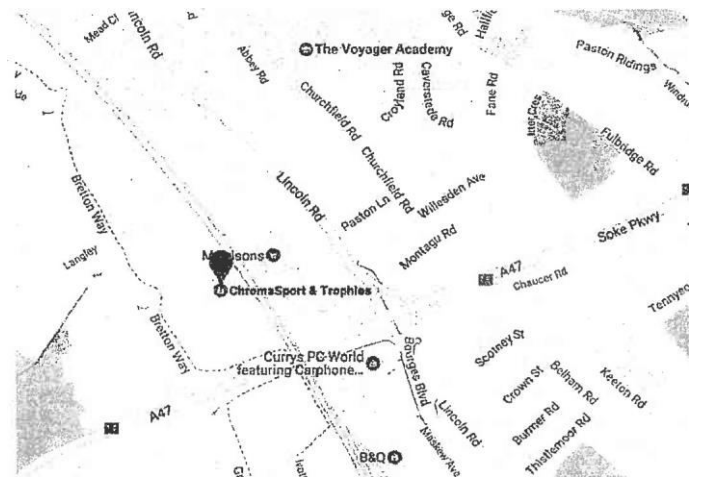 Mead Cl
Lincoln Rd
Abbey Rd
The Voyager Academy
Croyland Rd
Caverstede Rd
Fane Rd
Paston Ridings
Churchfield Rd
Churchfield Rd
Fulbridge Rd
Bretton Way
Lincoln Rd
Paston Ln
Willesden Ave
Montagu Rd
Soke Pkwy
Langley
A47
Chaucer Rd
ChromaSport & Trophies
Bretton Way
Scotney St
Currys PC World
featuring Carphone...
Bourges Blvd
Crown St
Belham Rd
Keeton Rd
A47
Lincoln Rd
Burmer Rd
Thistlemoor Rd
Maskew Ave
B&Q